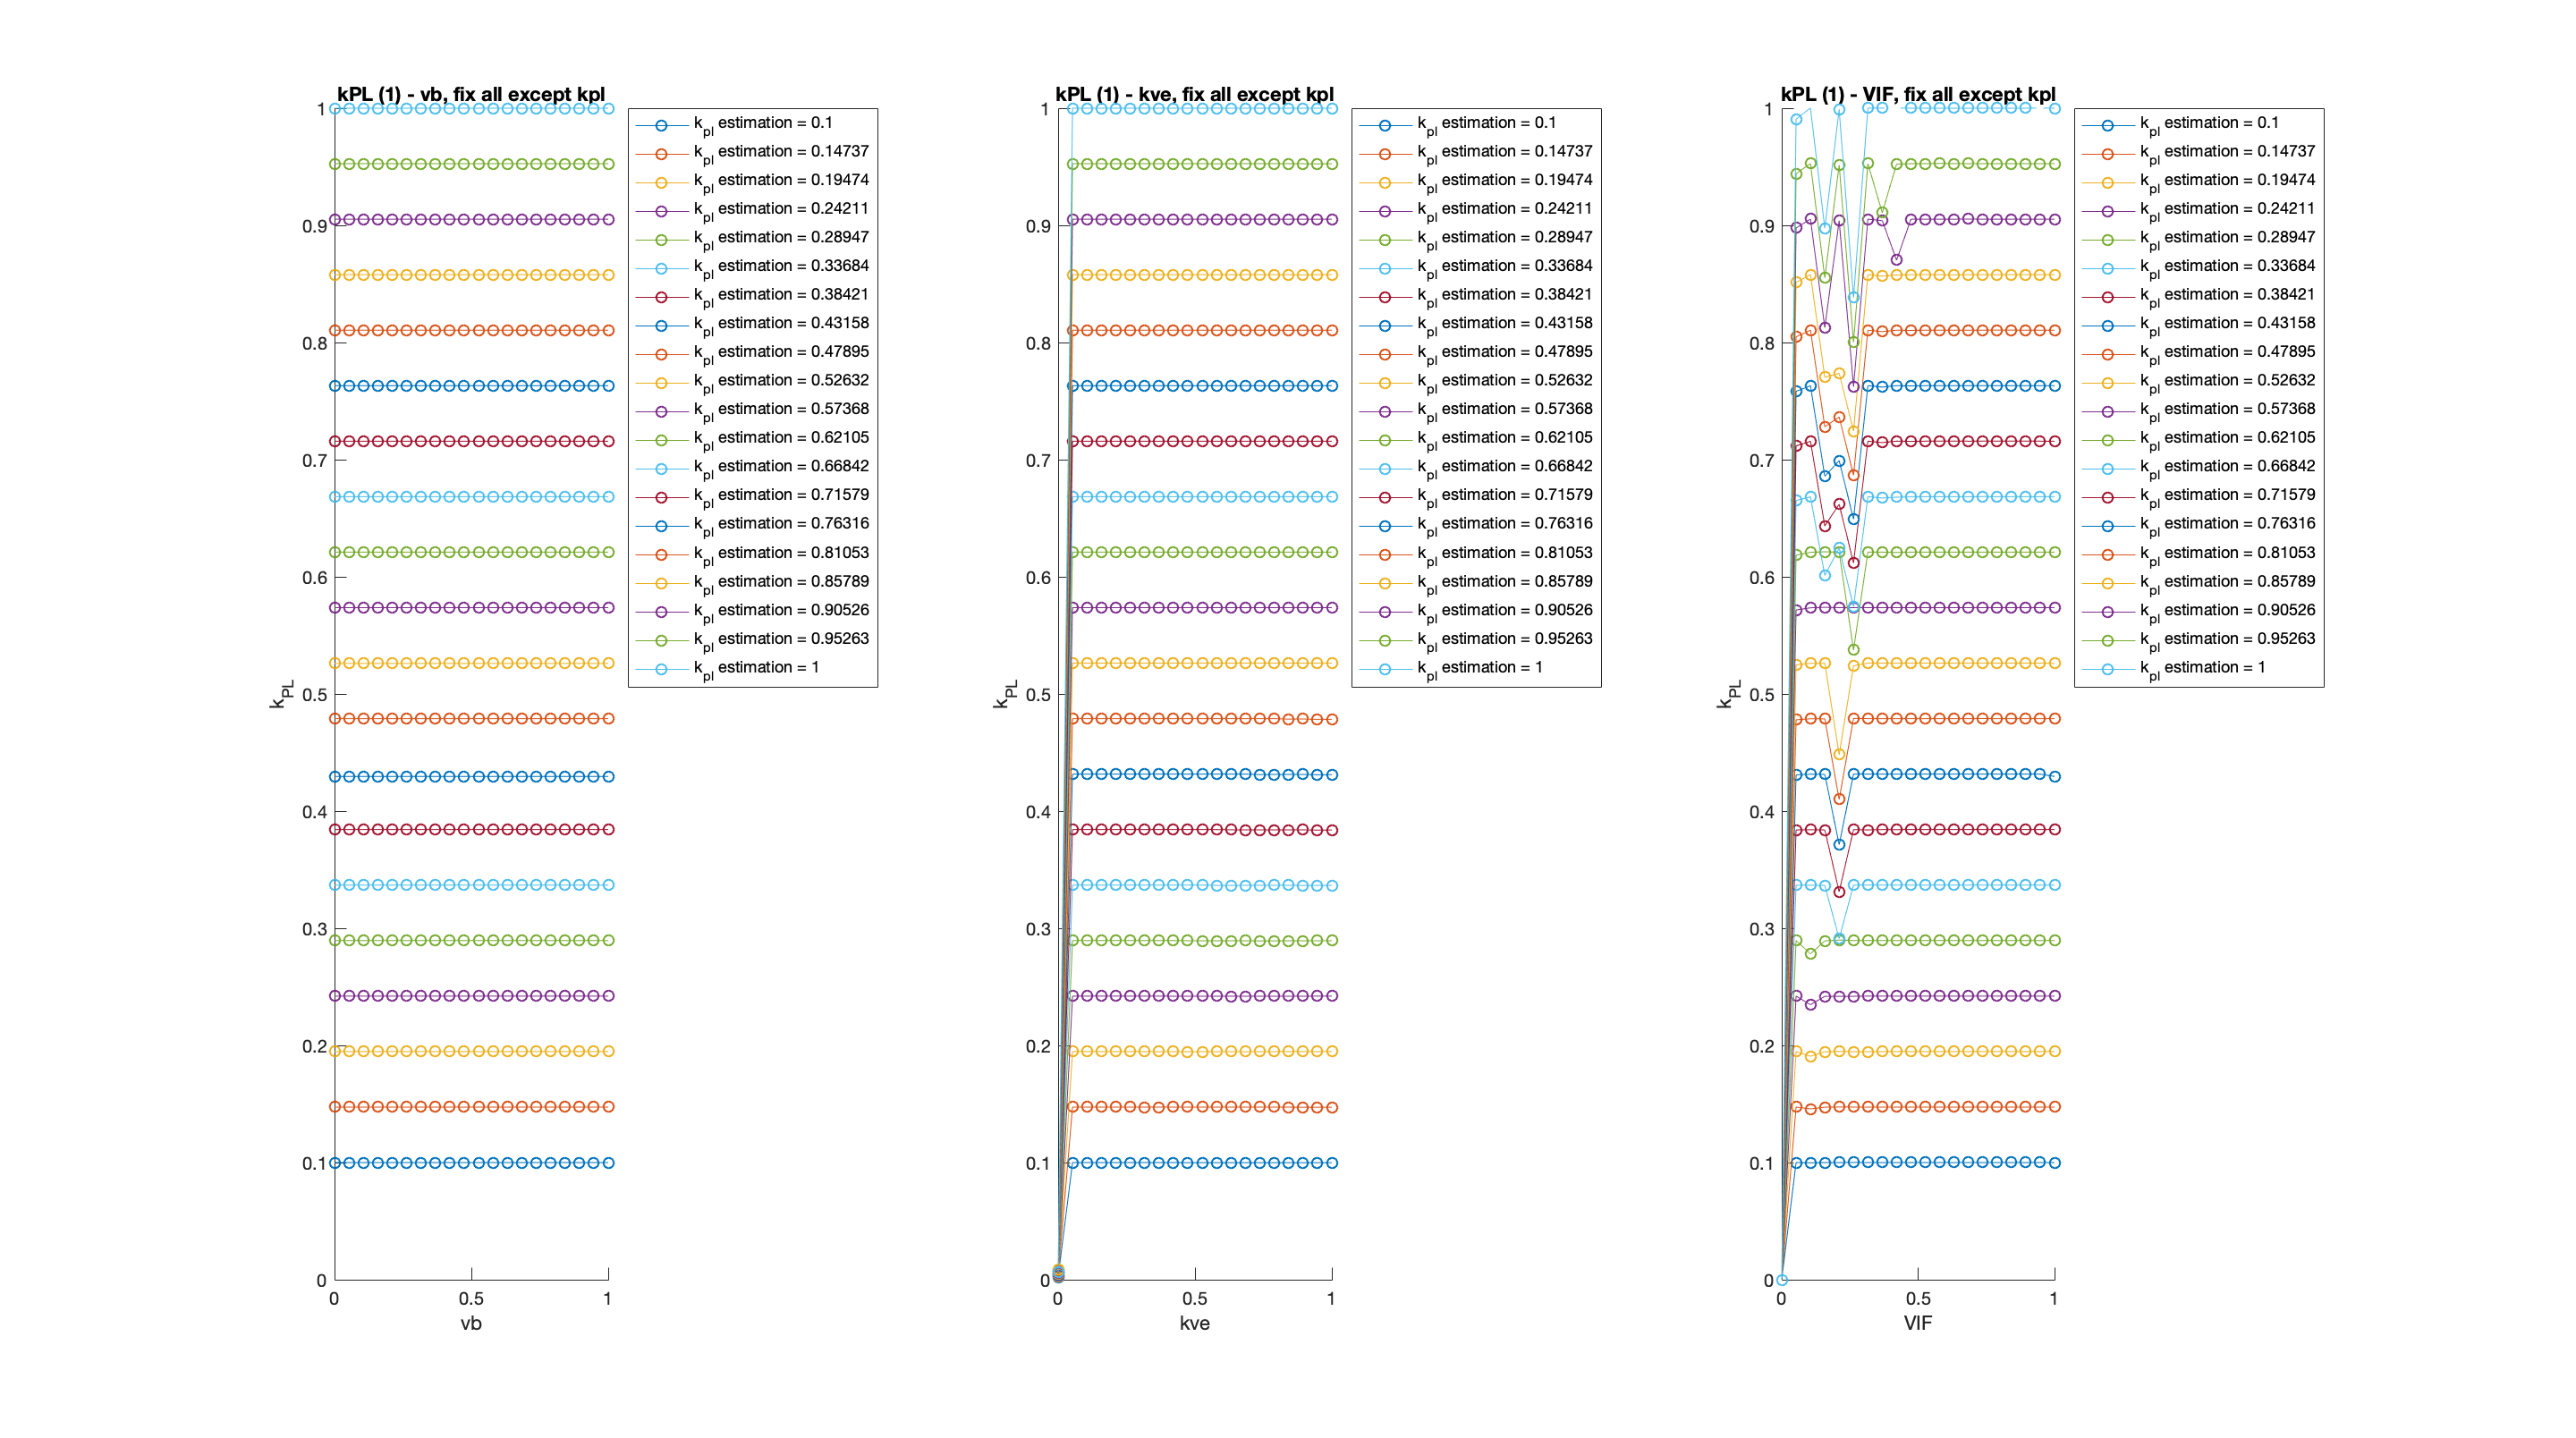 kPL (1) - vb, fix all except kpl
1
0.9
0.8
0.7
0.6
0.5
0.4
0.3
0.2
0.1
0
kPL
0
0.5
1
vb
kpl estimation = 0.1
kpl estimation = 0.14737
kpl estimation = 0.19474
kpl estimation = 0.24211
kpl estimation = 0.28947
kpl estimation = 0.33684
kpl estimation = 0.38421
kpl estimation = 0.43158
kpl estimation = 0.47895
kpl estimation = 0.52632
kpl estimation = 0.57368
kpl estimation = 0.62105
kpl estimation = 0.66842
kpl estimation = 0.71579
kpl estimation = 0.76316
kpl estimation = 0.81053
kpl estimation = 0.85789
kpl estimation = 0.90526
kpl estimation = 0.95263
kpl estimation = 1
kPL (1) - kve, fix all except kpl
1
0.9
0.8
0.7
0.6
0.5
0.4
0.3
0.2
0.1
0
kPL
0
0.5
1
kve
kpl estimation = 0.1
kpl estimation = 0.14737
kpl estimation = 0.19474
kpl estimation = 0.24211
kpl estimation = 0.28947
kpl estimation = 0.33684
kpl estimation = 0.38421
kpl estimation = 0.43158
kpl estimation = 0.47895
kpl estimation = 0.52632
kpl estimation = 0.57368
kpl estimation = 0.62105
kpl estimation = 0.66842
kpl estimation = 0.71579
kpl estimation = 0.76316
kpl estimation = 0.81053
kpl estimation = 0.85789
kpl estimation = 0.90526
kpl estimation = 0.95263
kpl estimation = 1
kPL (1) - VIF, fix all except kpl
1
0.9
0.8
0.7
0.6
0.5
0.4
0.3
0.2
0.1
0
kPL
0
0.5
1
VIF
kpl estimation = 0.1
kpl estimation = 0.14737
kpl estimation = 0.19474
kpl estimation = 0.24211
kpl estimation = 0.28947
kpl estimation = 0.33684
kpl estimation = 0.38421
kpl estimation = 0.43158
kpl estimation = 0.47895
kpl estimation = 0.52632
kpl estimation = 0.57368
kpl estimation = 0.62105
kpl estimation = 0.66842
kpl estimation = 0.71579
kpl estimation = 0.76316
kpl estimation = 0.81053
kpl estimation = 0.85789
kpl estimation = 0.90526
kpl estimation = 0.95263
kpl estimation = 1